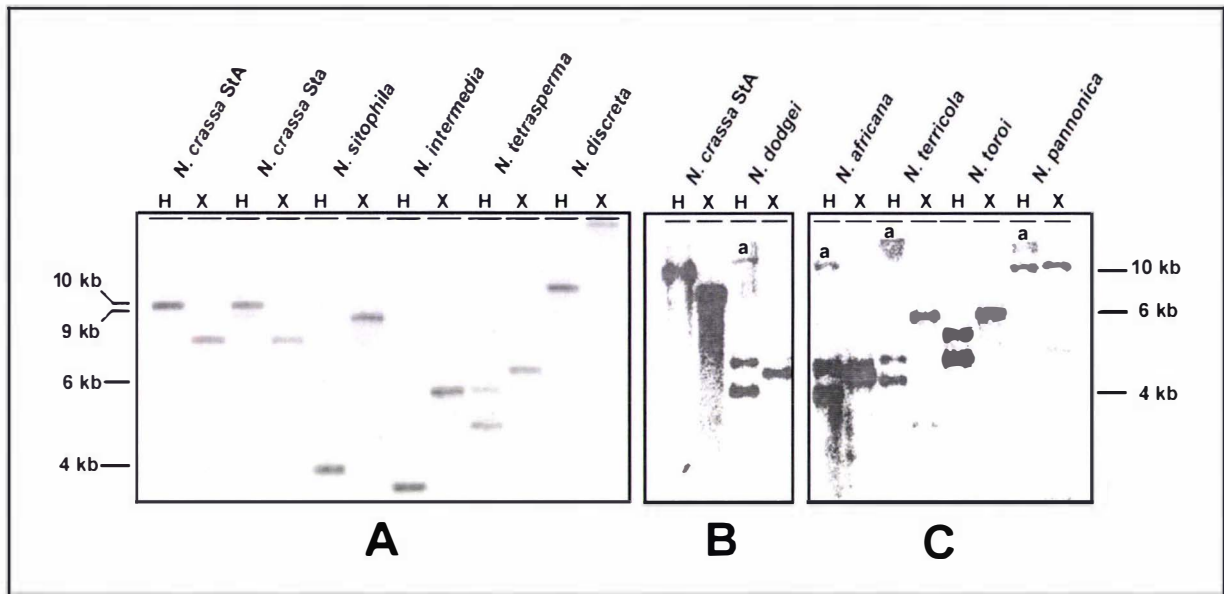 N. crassa StA
N. crassa Sta
N. sitophila
N. intermedia
N. tetrasperma
N. discreta
H X H X H X H X H X H X
10 kb
9 kb
6 kb
4 kb
A
N. crassa StA
N. dodgei
H X H X
a
B
N. africana
N. terricola
N. toroi
N. pannonica
H X H X H X H X
a a a
10 kb
6 kb
4 kb
C